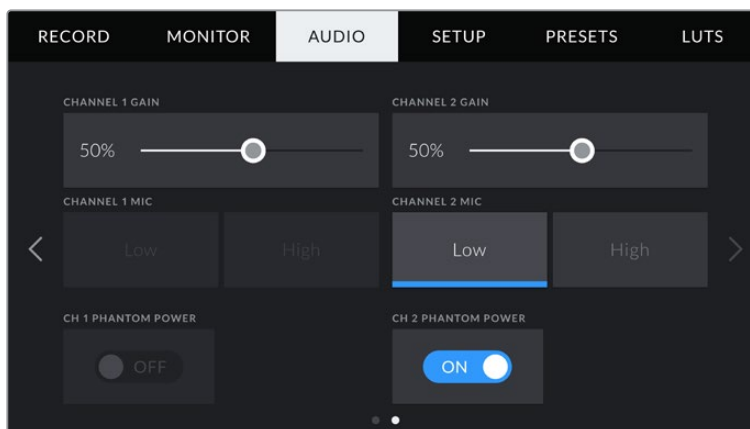 RECORD MONITOR AUDIO SETUP PRESETS LUTS
CHANNEL 1 GAIN CHANNEL 2 GAIN
50% 50%
CHANNEL 1 MIC CHANNEL 2 MIC
Low High Low High
CH 1 PHANTOM POWER CH 2 PHANTOM POWER
OFF ON